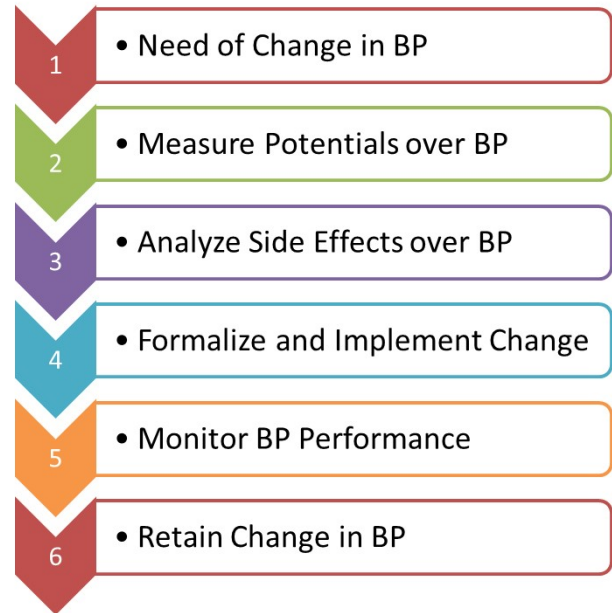 1
• Need of Change in BP
2
• Measure Potentials over BP
3
• Analyze Side Effects over BP
4
• Formalize and Implement Change
5
• Monitor BP Performance
6
• Retain Change in BP